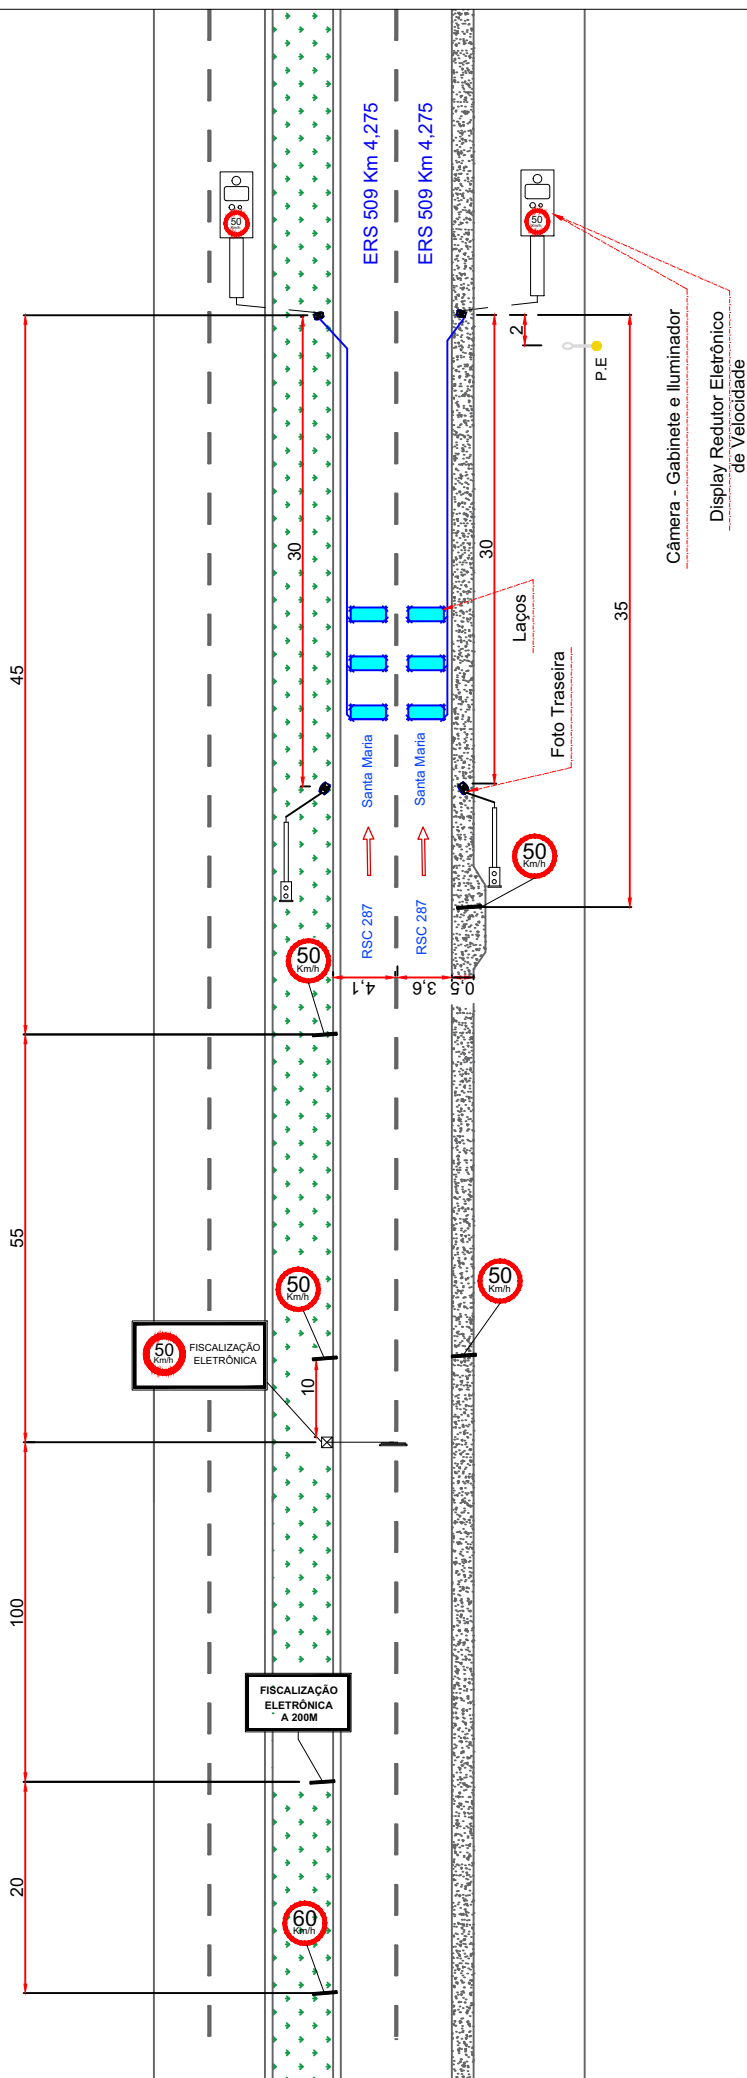 ERS 509 Km 4,275
ERS 509 Km 4,275
50
Km/h
50
Km/h
2
P.E
Câmera - Gabinete e Iluminador
Display Redutor Eletrônico
de Velocidade
30
30
35
45
Laços
Foto Traseira
Santa Maria
Santa Maria
RSC 287
RSC 287
50
Km/h
50
Km/h
4,1
3,6
0,5
55
50
Km/h
50
Km/h
50
Km/h
FISCALIZAÇÃO
ELETRÔNICA
10
100
FISCALIZAÇÃO
ELETRÔNICA
A 200M
20
60
Km/h